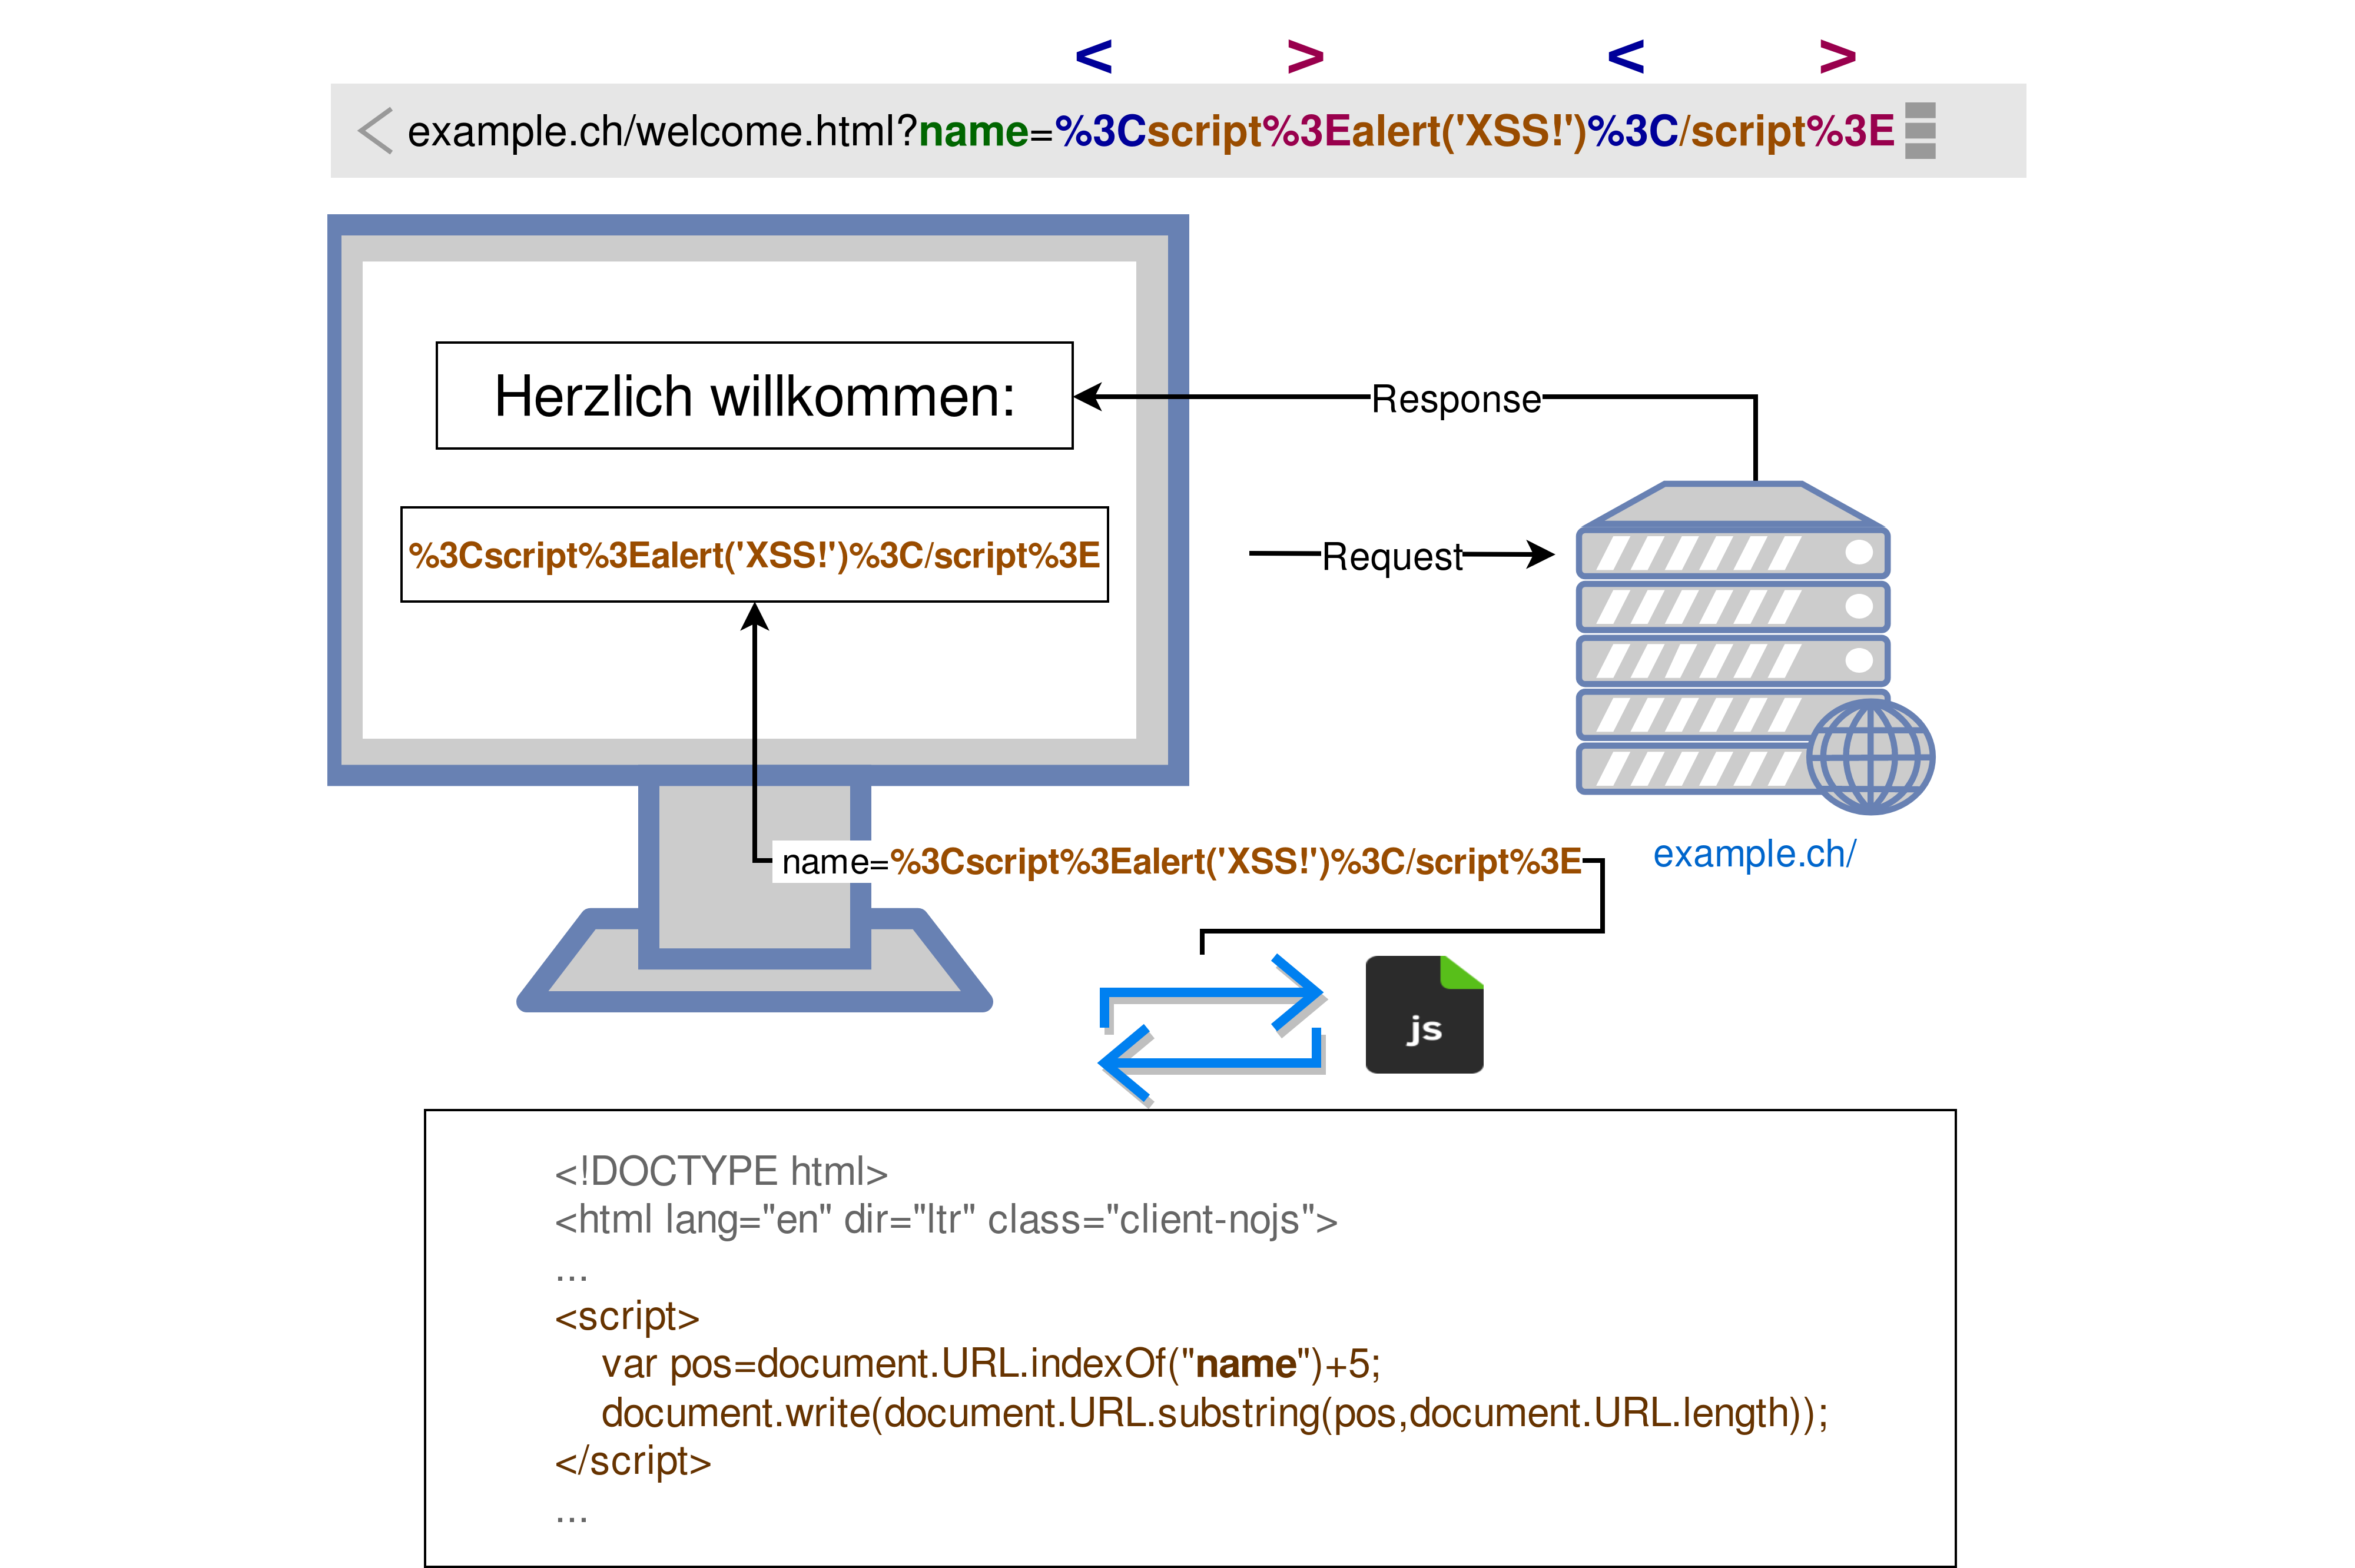 < > < >
example.ch/welcome.html?name=%3Cscript%3Ealert('XSS!')%3C/script%3E
Herzlich willkommen:
Response
%3Cscript%3Ealert('XSS!')%3C/script%3E
Request
name=%3Cscript%3Ealert('XSS!')%3C/script%3E
example.ch/
js
<!DOCTYPE html>
<html lang="en" dir="ltr" class="client-nojs">
...
<script>
var pos=document.URL.indexOf("name")+5;
document.write(document.URL.substring(pos,document.URL.length));
</script>
...